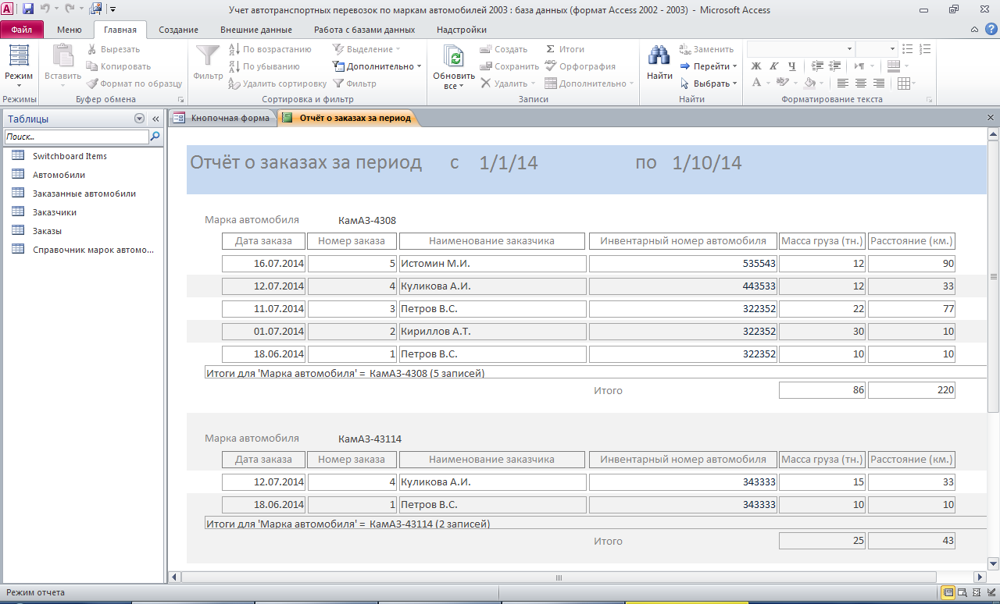 Учет автотранспортных перевозок по маркам автомобилей 2003 : база данных (формат Access 2002 - 2003) - Microsoft Access
Файл Меню Главная Создание Внешние данные Работа с базами данных Надстройки
Режим
Режимы
Вставить
Вырезать
Копировать
Формат по образцу
Буфер обмена
Фильтр
По возрастанию
По убыванию
Удалить сортировку
Выделение
Дополнительно
Фильтр
Сортировка и фильтр
Обновить все
Создать
Сохранить
Удалить
Итоги
Орфография
Дополнительно
Записи
Найти
Заменить
Перейти
Выбрать
Найти
Ж К Ч
Форматирование текста
Таблицы
Поиск...
Switchboard Items
Автомобили
Заказанные автомобили
Заказчики
Заказы
Справочник марок автомо...
Кнопочная форма Отчёт о заказах за период
Отчёт о заказах за период с 1/1/14 по 1/10/14
Марка автомобиля КамАЗ-4308
Дата заказа Номер заказа Наименование заказчика Инвентарный номер автомобиля Масса груза (тн.) Расстояние (км.)
16.07.2014 5 Истомин М.И. 535543 12 90
12.07.2014 4 Куликова А.И. 443533 12 33
11.07.2014 3 Петров В.С. 322352 22 77
01.07.2014 2 Кириллов А.Т. 322352 30 10
18.06.2014 1 Петров В.С. 322352 10 10
Итоги для 'Марка автомобиля' = КамАЗ-4308 (5 записей)
Итого 86 220
Марка автомобиля КамАЗ-43114
Дата заказа Номер заказа Наименование заказчика Инвентарный номер автомобиля Масса груза (тн.) Расстояние (км.)
12.07.2014 4 Куликова А.И. 343333 15 33
18.06.2014 1 Петров В.С. 343333 10 10
Итоги для 'Марка автомобиля' = КамАЗ-43114 (2 записей)
Итого 25 43
Режим отчета